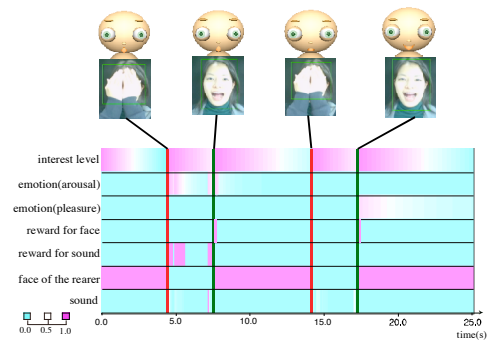 interest level
emotion(arousal)
emotion(pleasure)
reward for face
reward for sound
face of the rearer
sound
0.0 5.0 10.0 15.0 20.0 25.0
time(s)
0.0 0.5 1.0